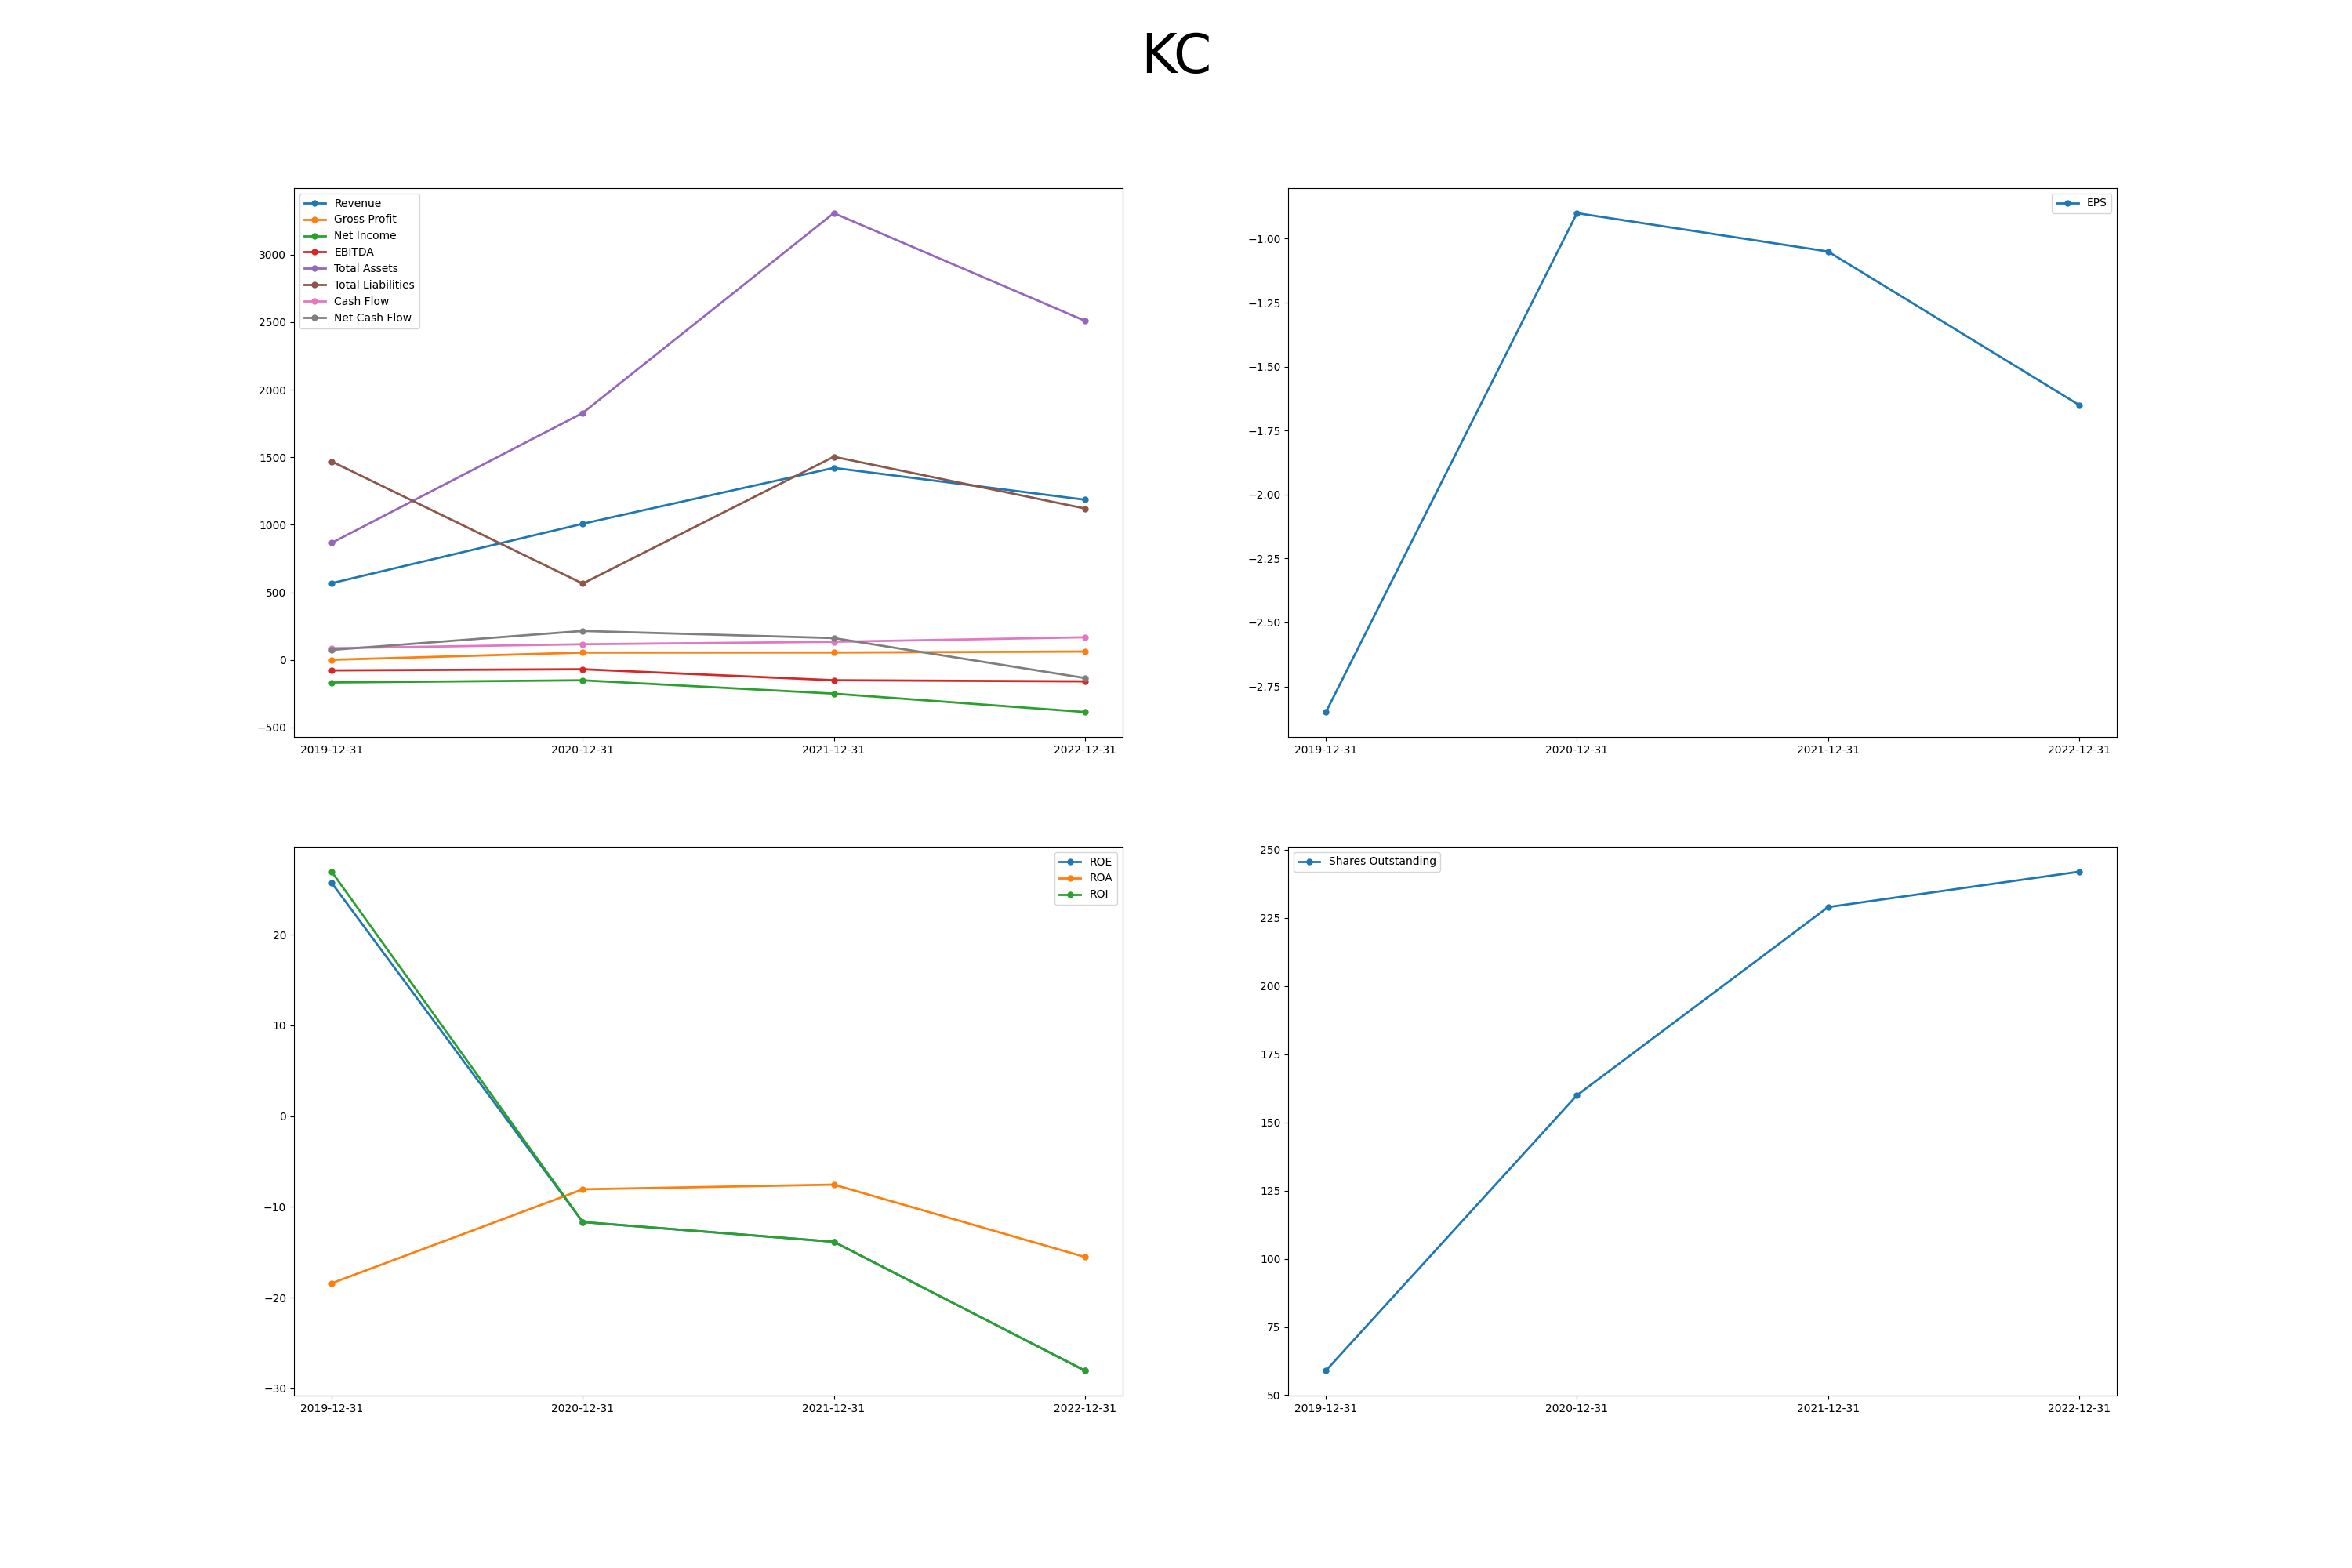 KC
Revenue
Gross Profit
Net Income
EBITDA
Total Assets
Total Liabilities
Cash Flow
Net Cash Flow
3000
2500
2000
1500
1000
500
0
−500
2019-12-31 2020-12-31 2021-12-31 2022-12-31
EPS
−1.00
−1.25
−1.50
−1.75
−2.00
−2.25
−2.50
−2.75
2019-12-31 2020-12-31 2021-12-31 2022-12-31
ROE
ROA
ROI
20
10
0
−10
−20
−30
2019-12-31 2020-12-31 2021-12-31 2022-12-31
Shares Outstanding
250
225
200
175
150
125
100
75
50
2019-12-31 2020-12-31 2021-12-31 2022-12-31